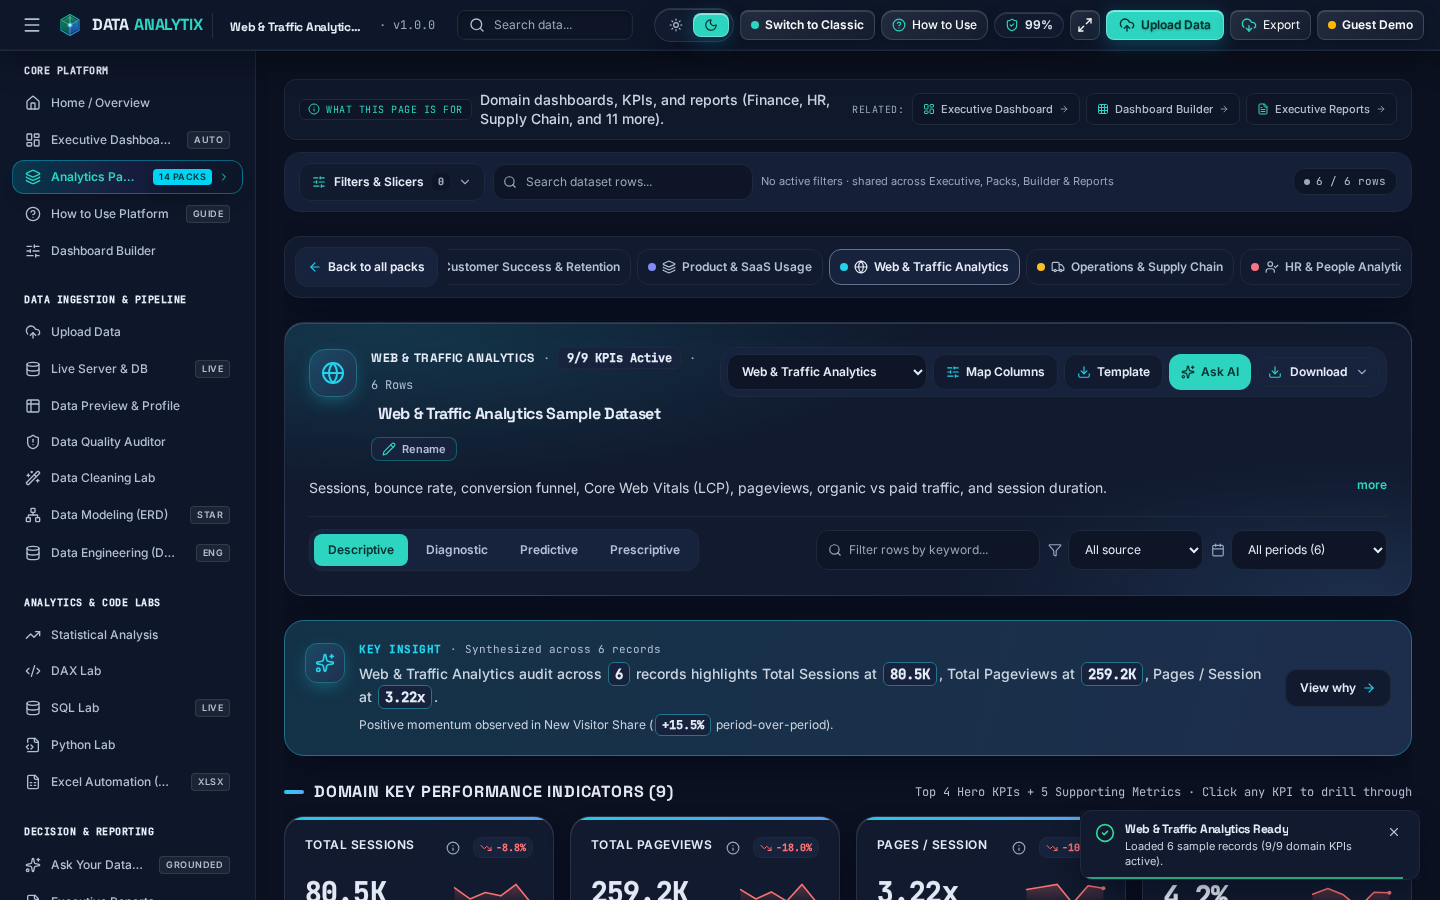 DATA ANALYTIX
Web & Traffic Analytic...
· v1.0.0
Search data...
Switch to Classic
How to Use
99%
Upload Data
Export
Guest Demo
CORE PLATFORM
Home / Overview
Executive Dashboa... AUTO
Analytics Pa... 14 PACKS
How to Use Platform GUIDE
Dashboard Builder
DATA INGESTION & PIPELINE
Upload Data
Live Server & DB LIVE
Data Preview & Profile
Data Quality Auditor
Data Cleaning Lab
Data Modeling (ERD) STAR
Data Engineering (D... ENG
ANALYTICS & CODE LABS
Statistical Analysis
DAX Lab
SQL Lab LIVE
Python Lab
Excel Automation (... XLSX
DECISION & REPORTING
Ask Your Data... GROUNDED
Executive Reports
WHAT THIS PAGE IS FOR
Domain dashboards, KPIs, and reports (Finance, HR,
Supply Chain, and 11 more).
RELATED:
Executive Dashboard →
Dashboard Builder →
Executive Reports →
Filters & Slicers 0
Search dataset rows...
No active filters · shared across Executive, Packs, Builder & Reports
6 / 6 rows
Back to all packs
Customer Success & Retention
Product & SaaS Usage
Web & Traffic Analytics
Operations & Supply Chain
HR & People Analytic
WEB & TRAFFIC ANALYTICS · 9/9 KPIs Active ·
6 Rows
Web & Traffic Analytics Sample Dataset
Rename
Web & Traffic Analytics
Map Columns
Template
Ask AI
Download
Sessions, bounce rate, conversion funnel, Core Web Vitals (LCP), pageviews, organic vs paid traffic, and session duration.
more
Descriptive
Diagnostic
Predictive
Prescriptive
Filter rows by keyword...
All source
All periods (6)
KEY INSIGHT · Synthesized across 6 records
Web & Traffic Analytics audit across 6 records highlights Total Sessions at 80.5K, Total Pageviews at 259.2K, Pages / Session
at 3.22x.
Positive momentum observed in New Visitor Share (+15.5% period-over-period).
View why →
DOMAIN KEY PERFORMANCE INDICATORS (9)
Top 4 Hero KPIs + 5 Supporting Metrics · Click any KPI to drill through
TOTAL SESSIONS -8.8%
80.5K
TOTAL PAGEVIEWS -18.0%
259.2K
PAGES / SESSION -10
3.22x
4.2%
Web & Traffic Analytics Ready
Loaded 6 sample records (9/9 domain KPIs
active).